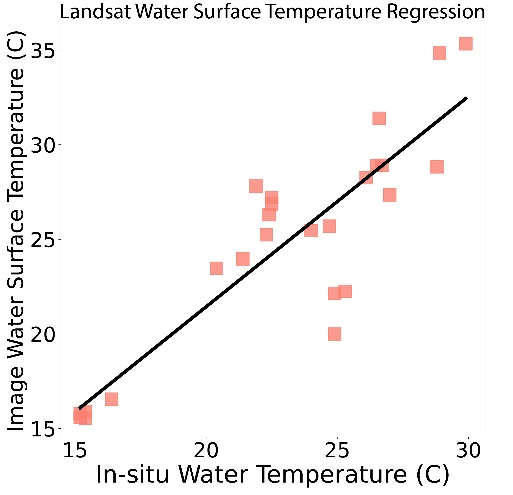 Landsat Water Surface Temperature Regression
Image Water Surface Temperature (C)
35
30
25
20
15
15 20 25 30
In-situ Water Temperature (C)